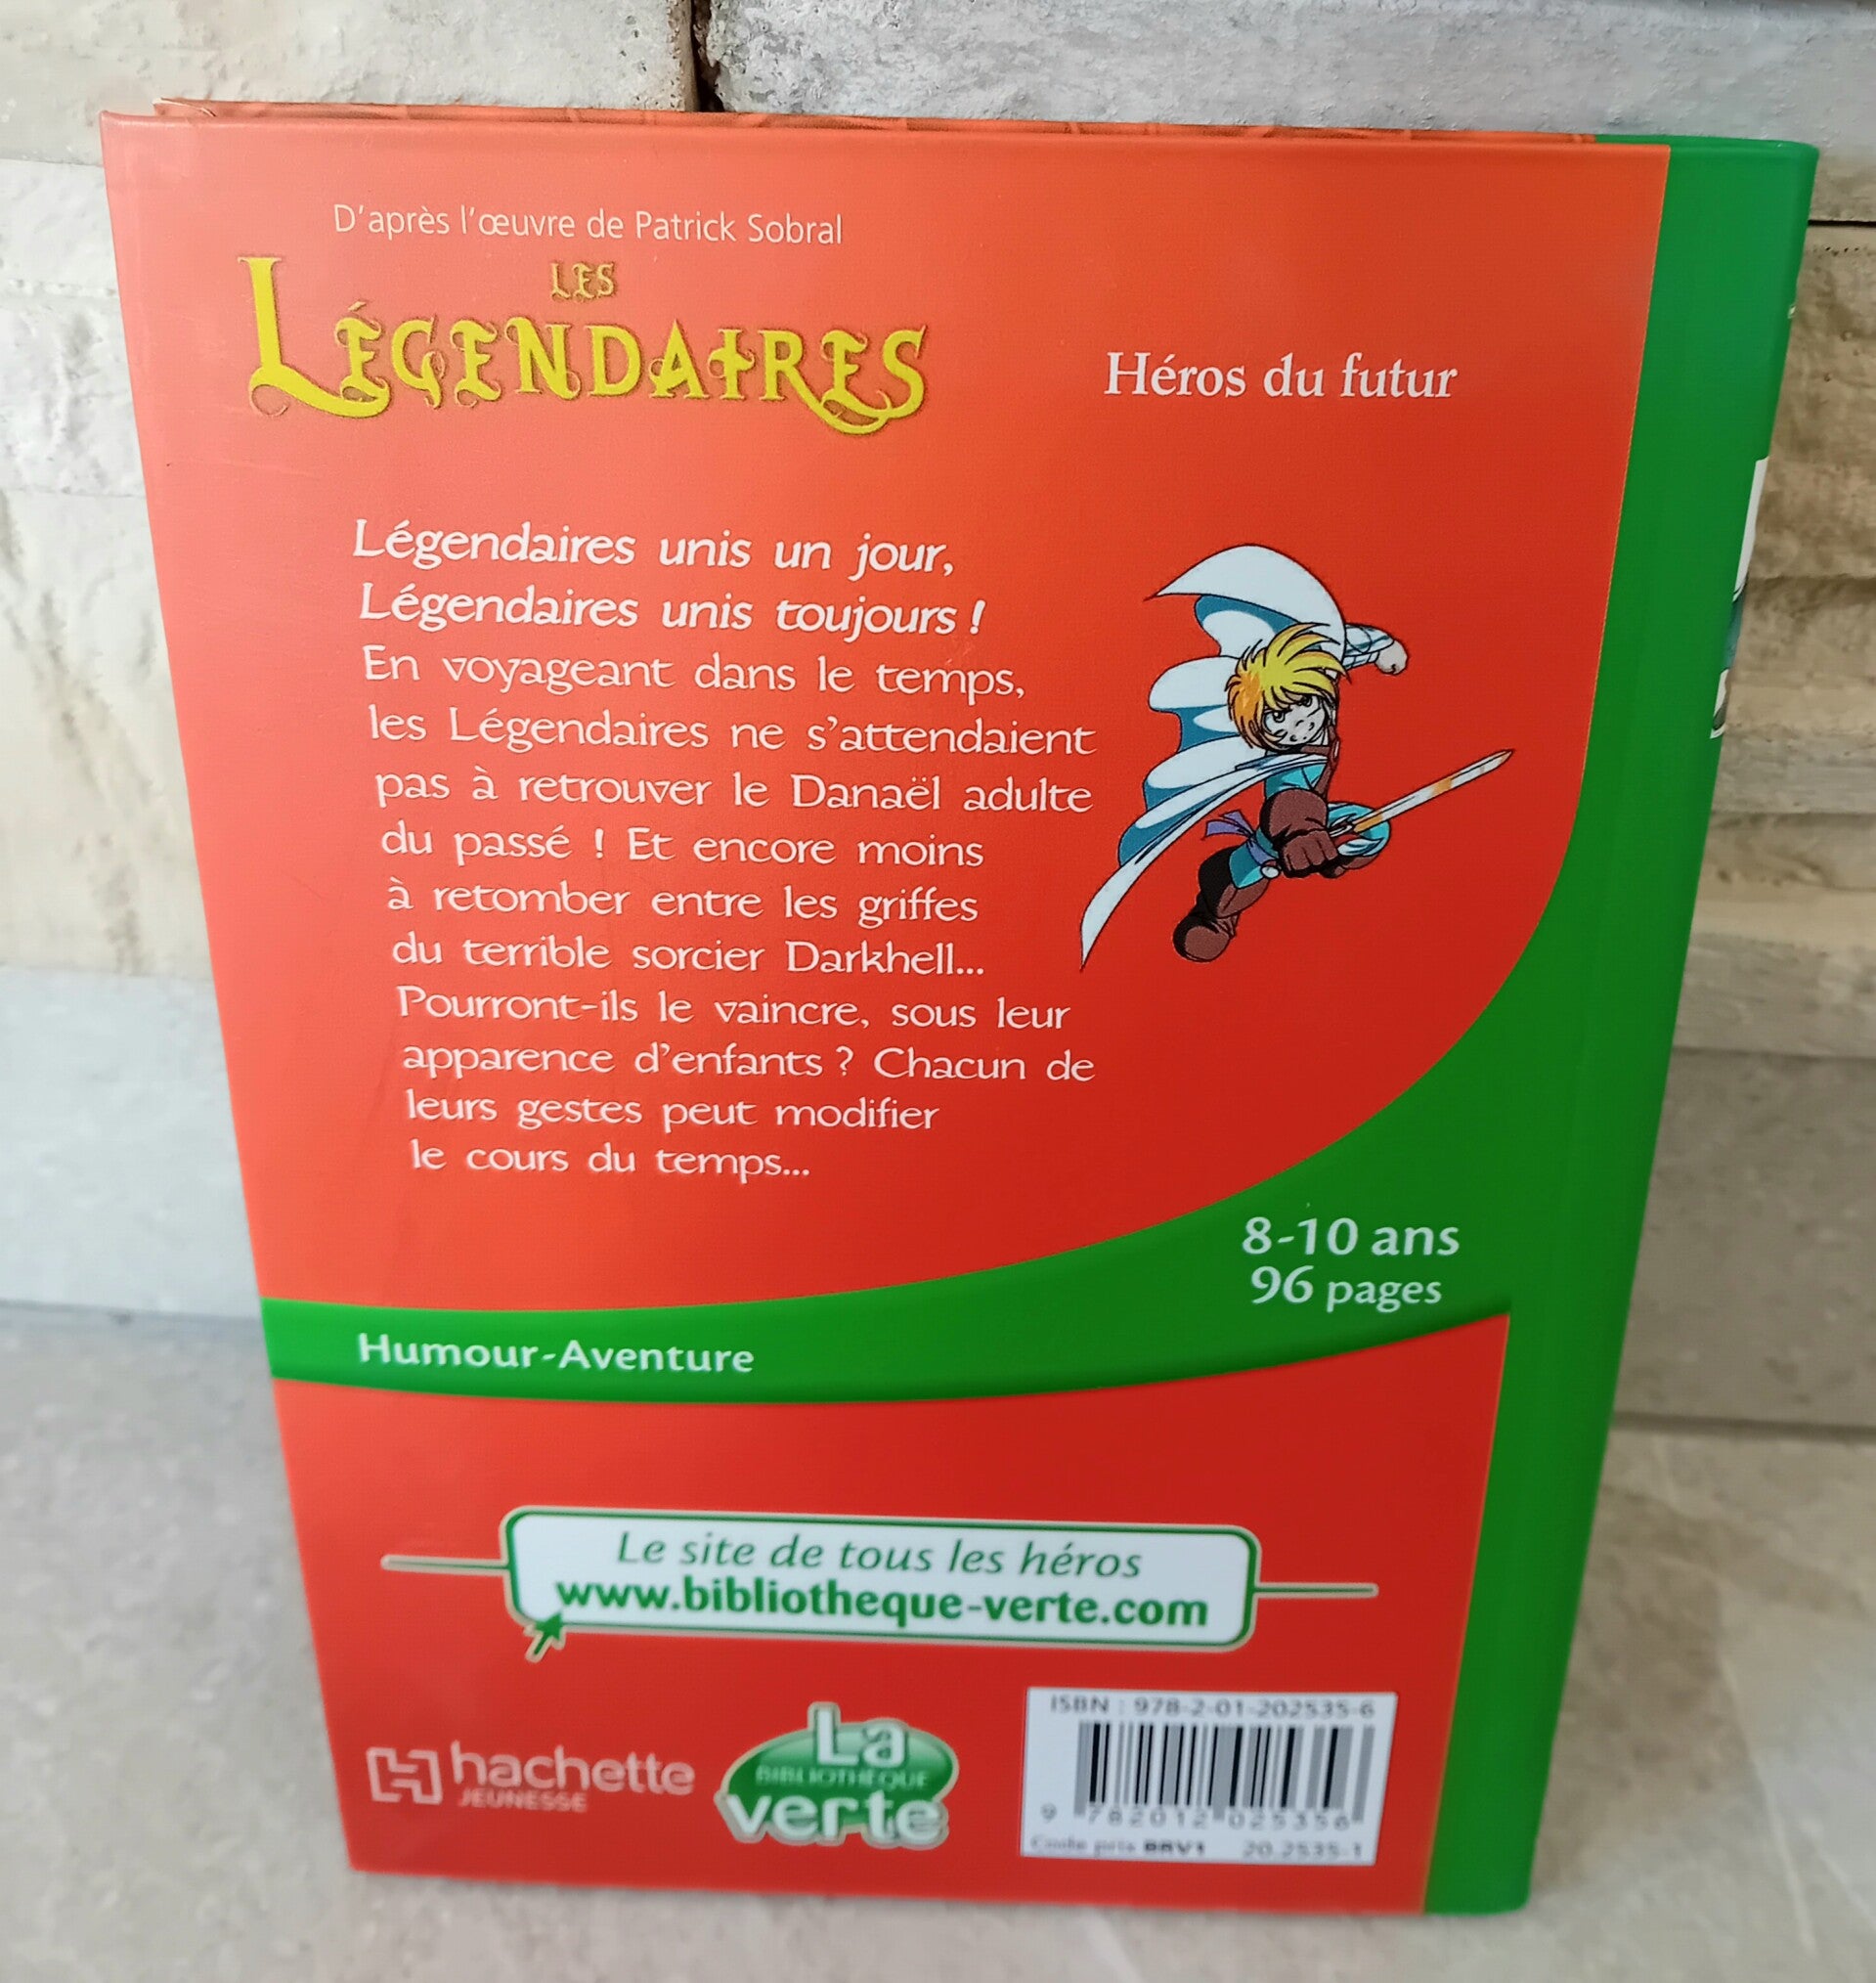 D'après l'œuvre de Patrick Sobral
LES
LÉGENDAIRES
Héros du futur
Légendaires unis un jour,
Légendaires unis toujours !
En voyageant dans le temps,
les Légendaires ne s'attendaient
pas à retrouver le Danaël adulte
du passé ! Et encore moins
à retomber entre les griffes
du terrible sorcier Darkhell...
Pourront-ils le vaincre, sous leur
apparence d'enfants ? Chacun de
leurs gestes peut modifier
le cours du temps...
8-10 ans
96 pages
Humour-Aventure
Le site de tous les héros
www.bibliotheque-verte.com
hachette
JEUNESSE
La
BIBLIOTHÈQUE
verte
ISBN : 978-2-01-202535-6
9 782012 025356
Code prix BRV1 20.2535-1